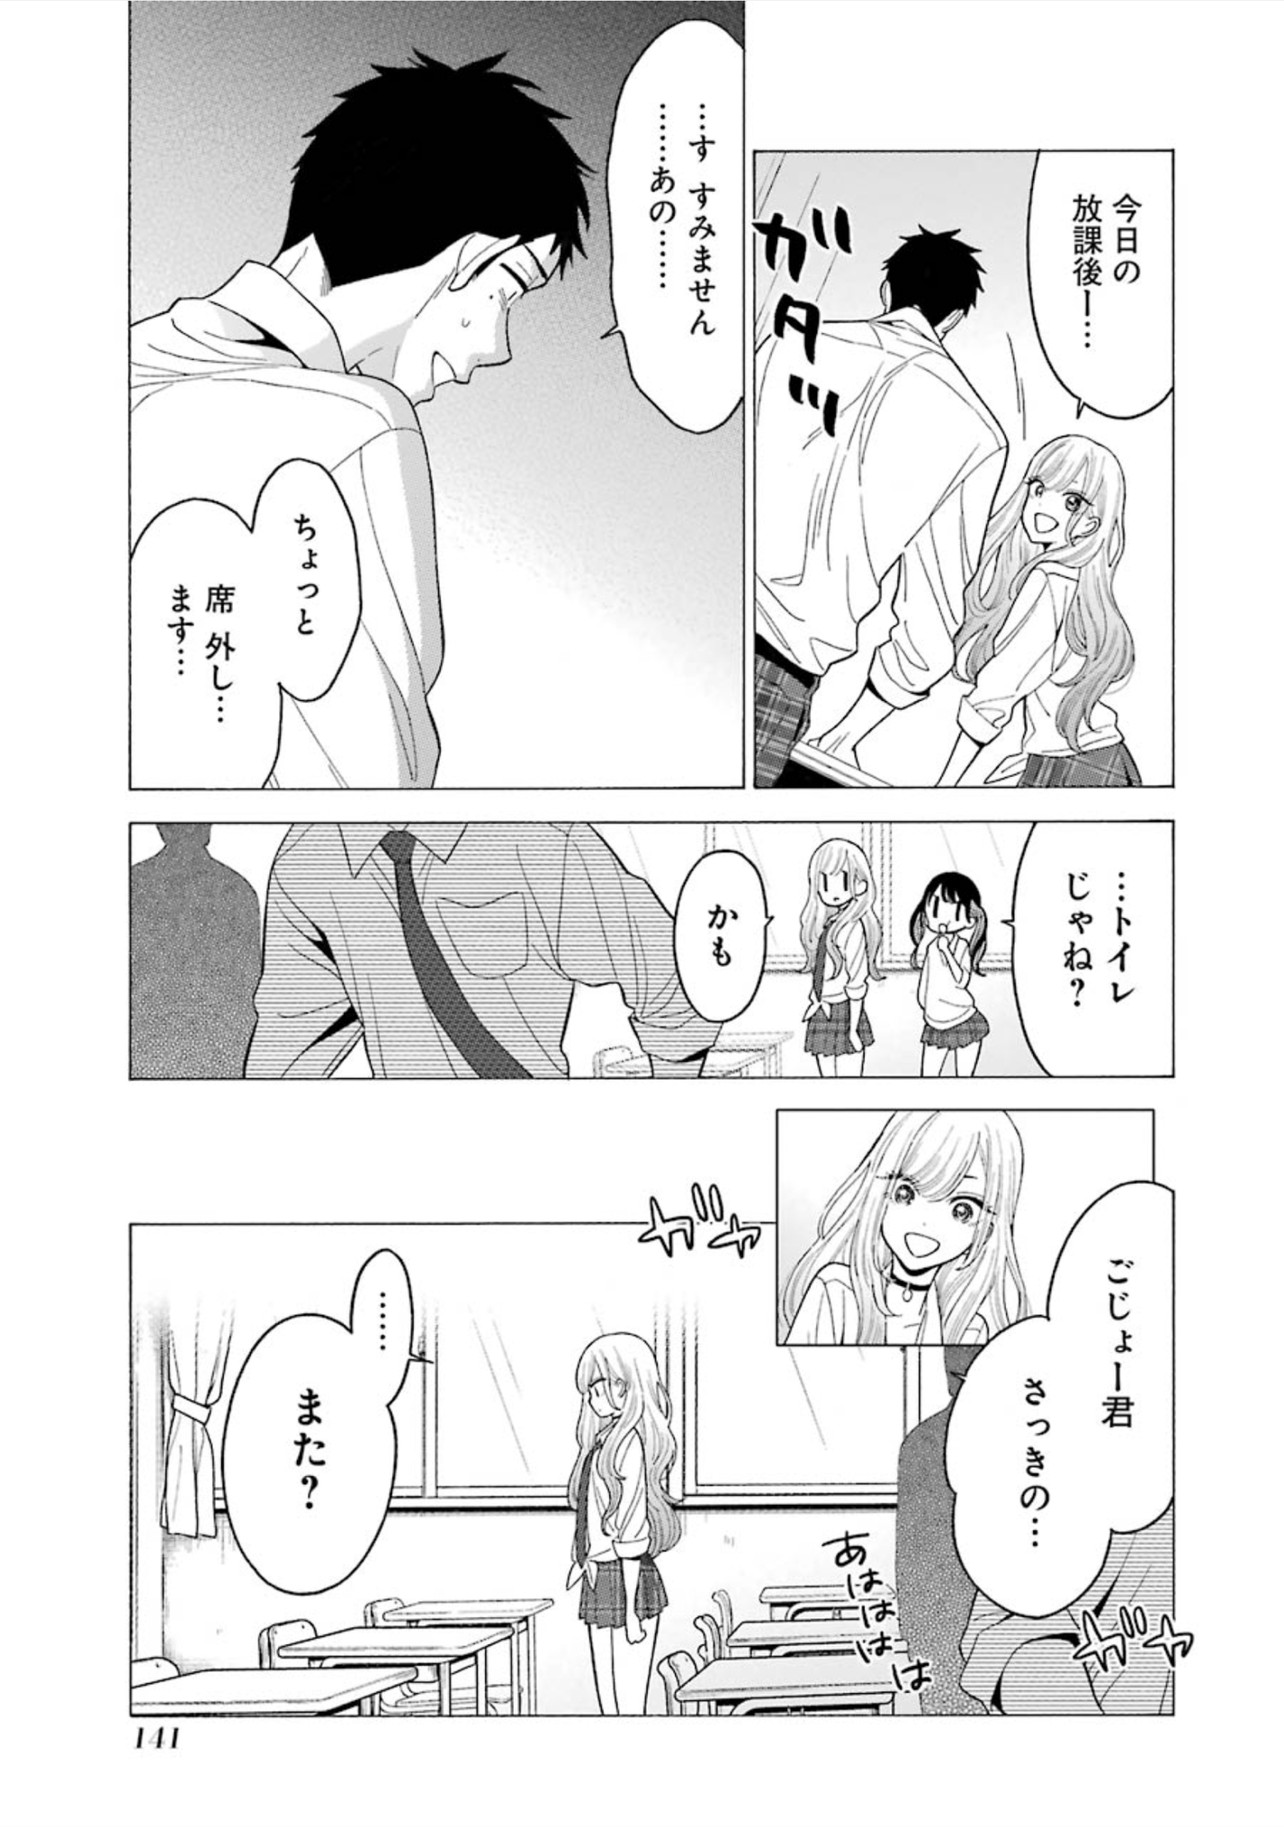 今日の
放課後ー…
ガタッ
…す すみません
……あの……
ちょっと
席 外し…
ます…
…トイレ
じゃね?
かも
ごじょー君
さっきの…
ガヤ
ガヤ
あはははは
……
また?
141